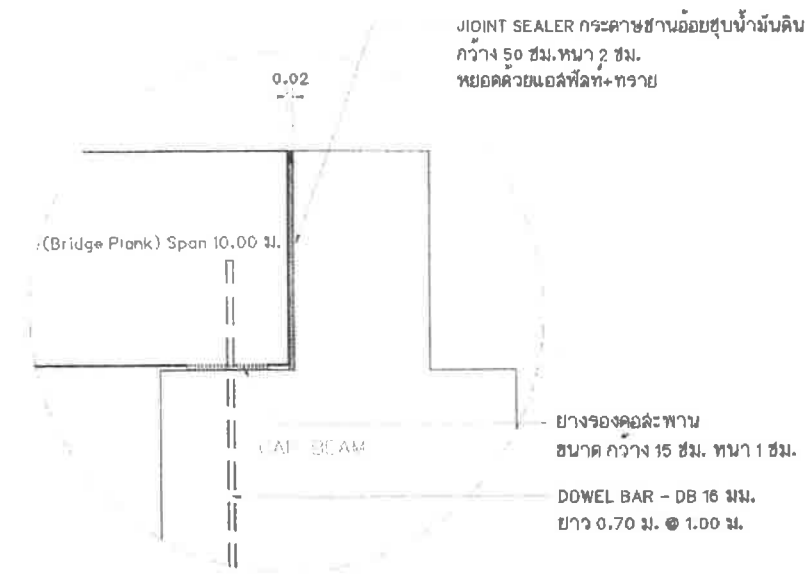 JIOINT SEALER กระดาษชานอ้อยชุบน้ำมันดิน
กว้าง 50 ซม.หนา 2 ซม.
หยอดด้วยแอสฟัลท์+ทราย
0.02
(Bridge Plank) Span 10.00 ม.
ยางรองคอสะพาน
ขนาด กว้าง 15 ซม. หนา 1 ซม.
CAP BEAM
DOWEL BAR - DB 16 มม.
ยาว 0.70 ม. @ 1.00 ม.